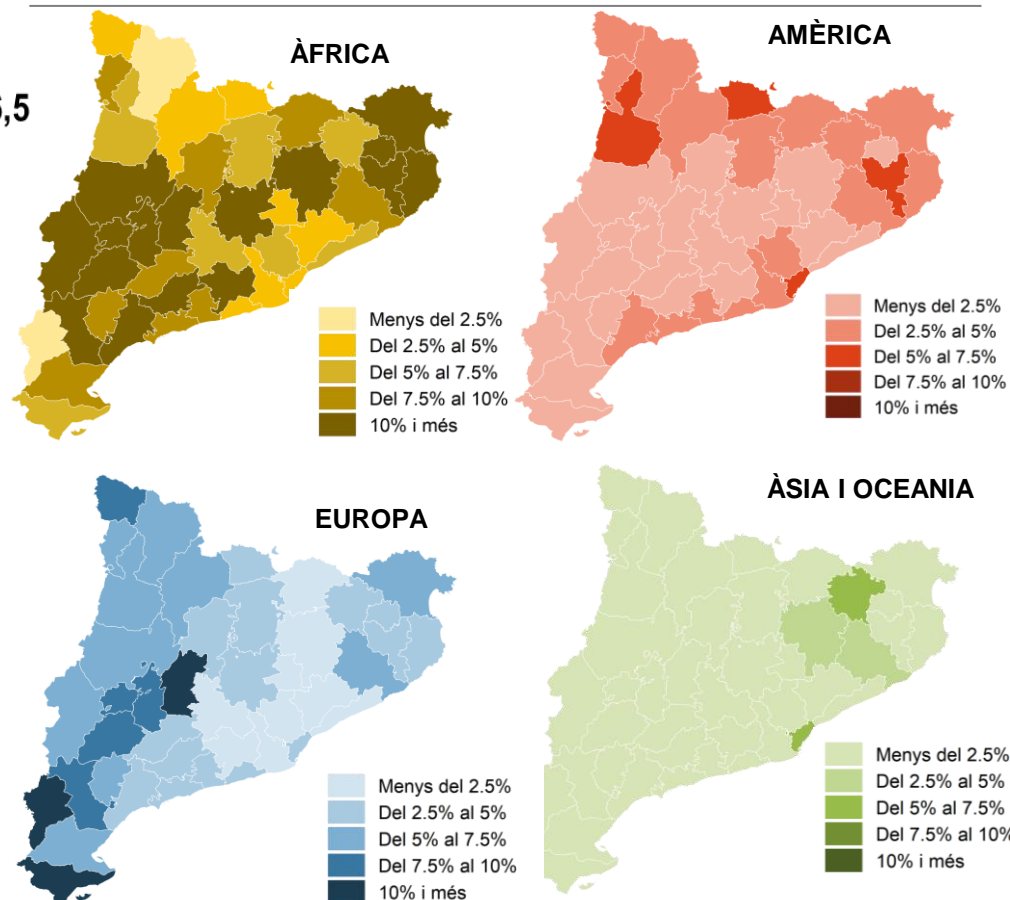 ÀFRICA
AMÈRICA
6,5
Menys del 2.5%
Del 2.5% al 5%
Del 5% al 7.5%
Del 7.5% al 10%
10% i més
Menys del 2.5%
Del 2.5% al 5%
Del 5% al 7.5%
Del 7.5% al 10%
10% i més
EUROPA
ÀSIA I OCEANIA
Menys del 2.5%
Del 2.5% al 5%
Del 5% al 7.5%
Del 7.5% al 10%
10% i més
Menys del 2.5%
Del 2.5% al 5%
Del 5% al 7.5%
Del 7.5% al 10%
10% i més